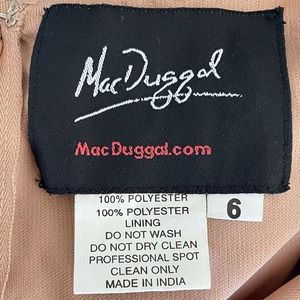 MacDuggal
MacDuggal.com
100% POLYESTER
100% POLYESTER
LINING
DO NOT WASH
DO NOT DRY CLEAN
PROFESSIONAL SPOT
CLEAN ONLY
MADE IN INDIA
6